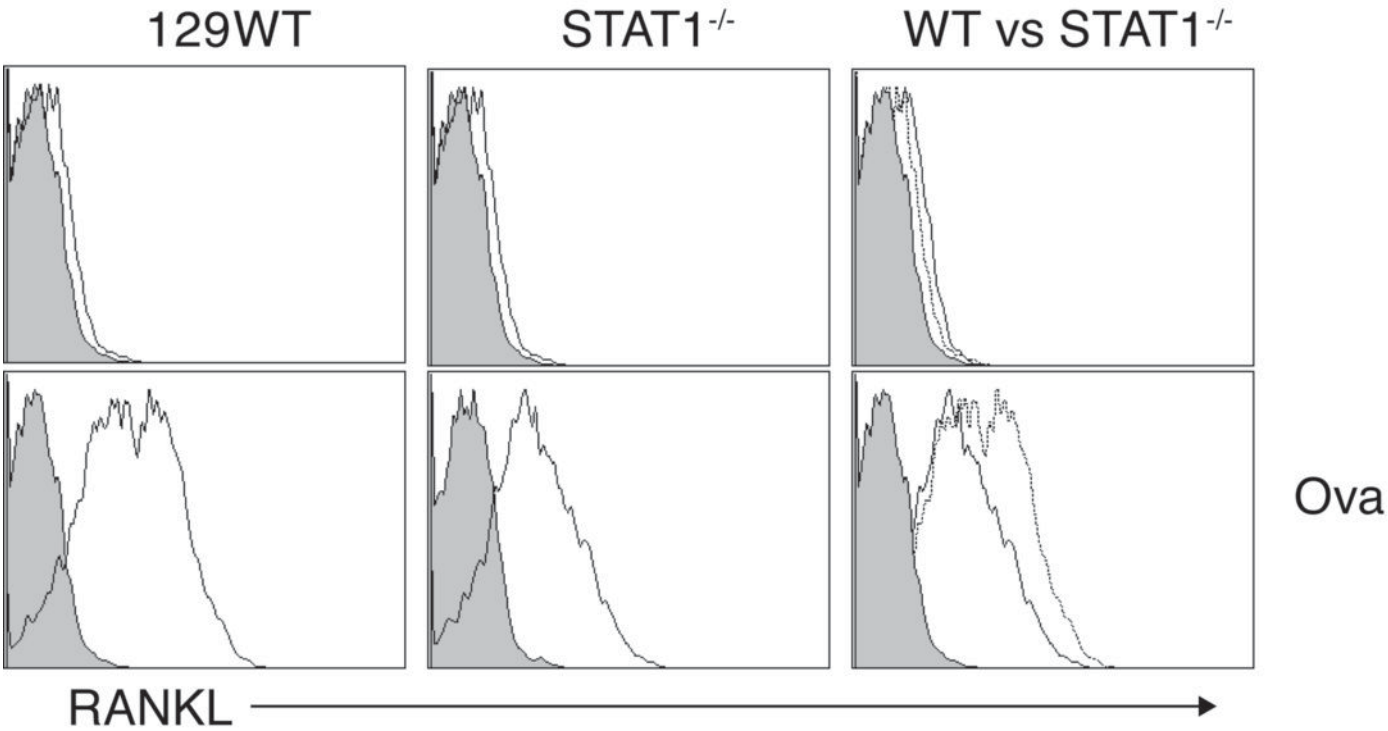 129WT
STAT1-/-
WT vs STAT1-/-
Ova
RANKL